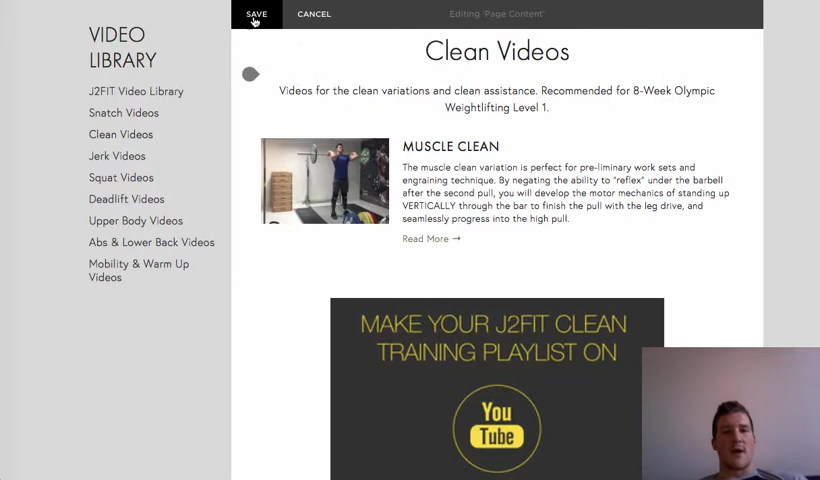 SAVE
CANCEL
Editing 'Page Content'
VIDEO
LIBRARY
J2FIT Video Library
Snatch Videos
Clean Videos
Jerk Videos
Squat Videos
Deadlift Videos
Upper Body Videos
Abs & Lower Back Videos
Mobility & Warm Up
Videos
Clean Videos
Videos for the clean variations and clean assistance. Recommended for 8-Week Olympic
Weightlifting Level 1.
MUSCLE CLEAN
The muscle clean variation is perfect for pre-liminary work sets and
engraining technique. By negating the ability to "reflex" under the barbell
after the second pull, you will develop the motor mechanics of standing up
VERTICALLY through the bar to finish the pull with the leg drive, and
seamlessly progress into the high pull.
Read More →
MAKE YOUR J2FIT CLEAN
TRAINING PLAYLIST ON
You
Tube